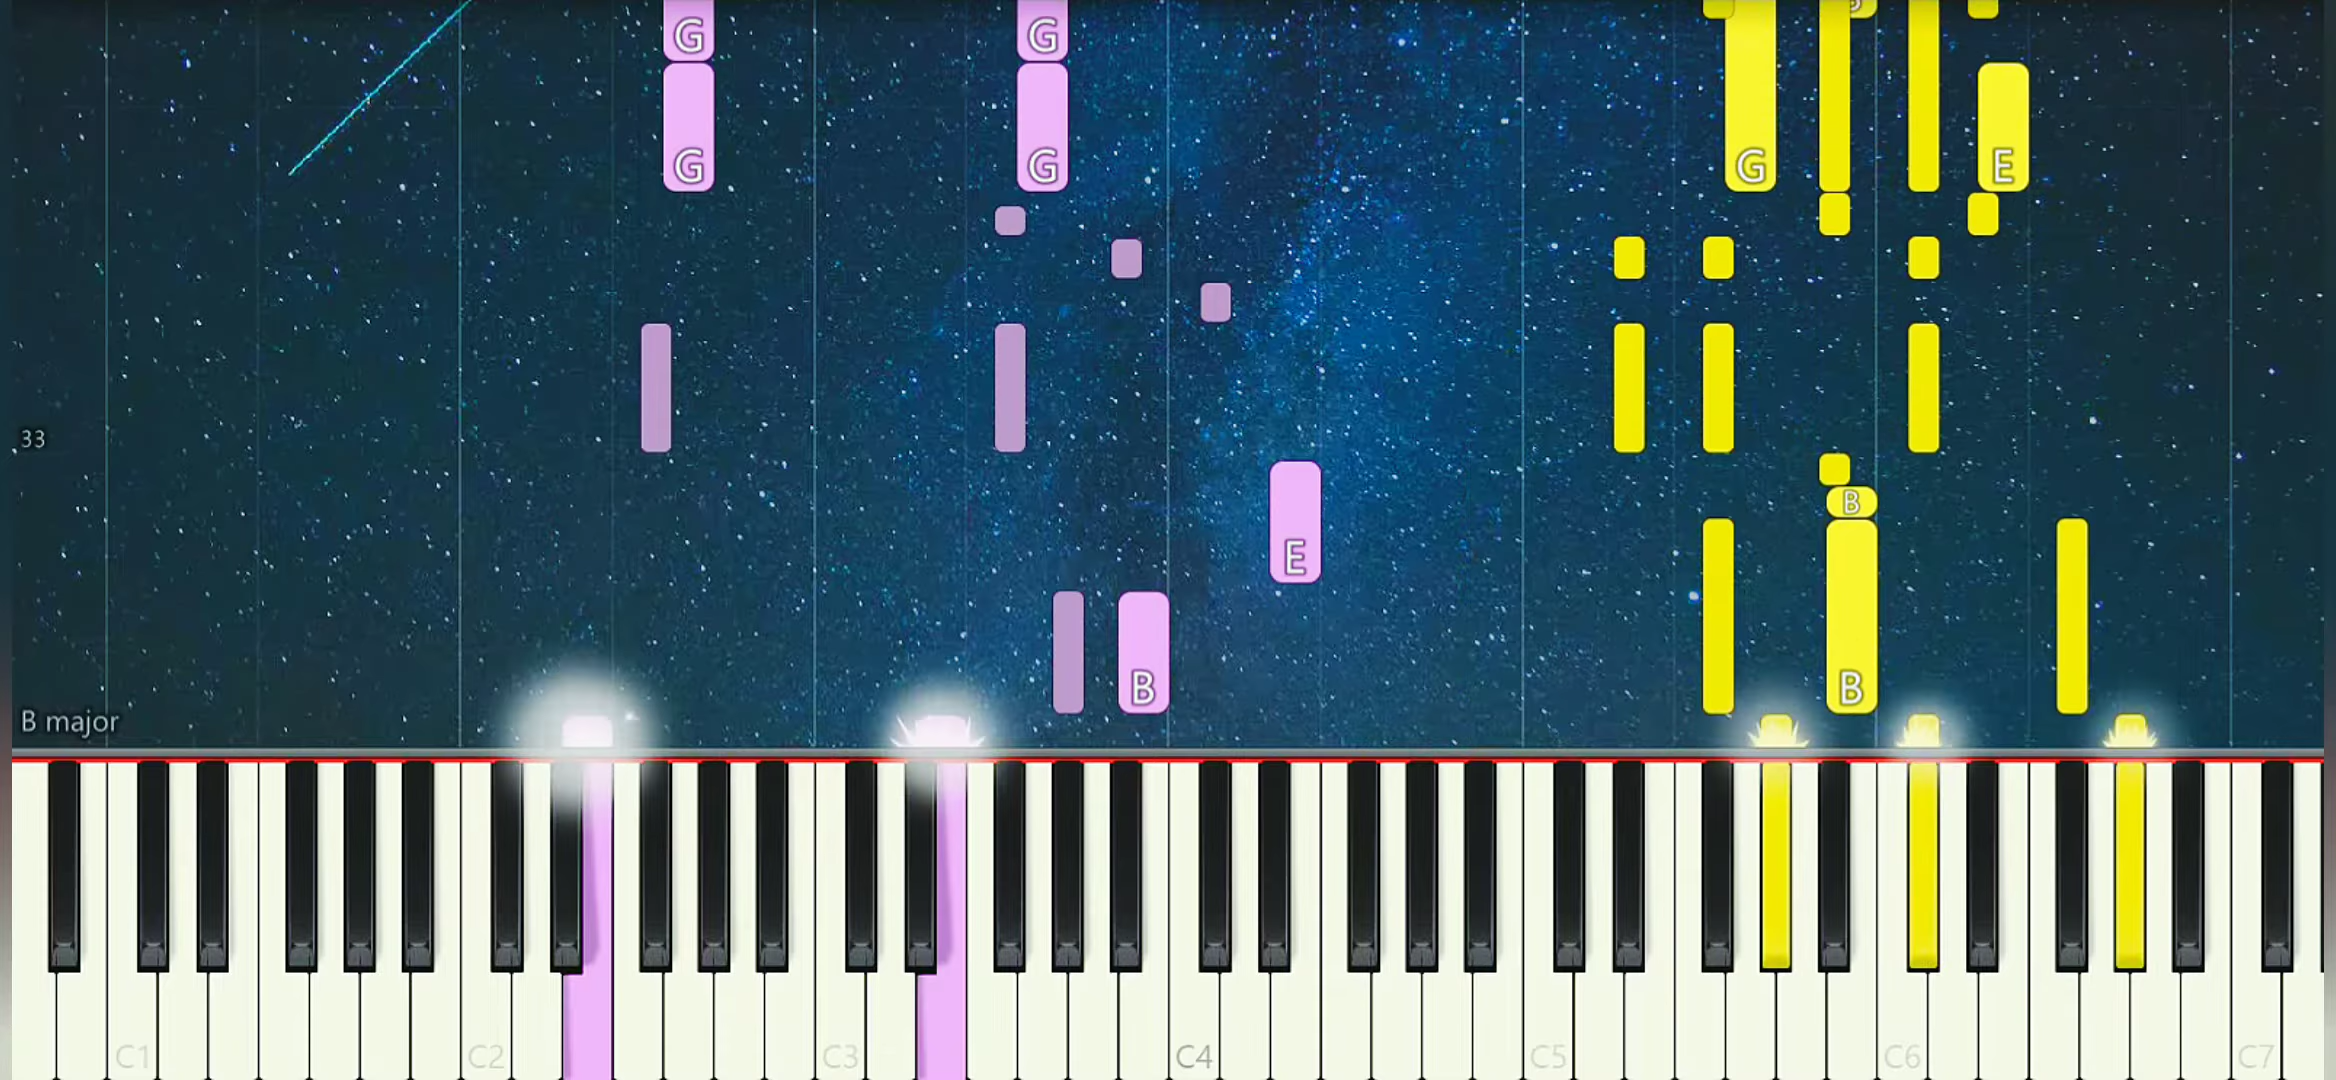 G G
G G G E
33
B
E
B B
B major
C1 C2 C3 C4 C5 C6 C7